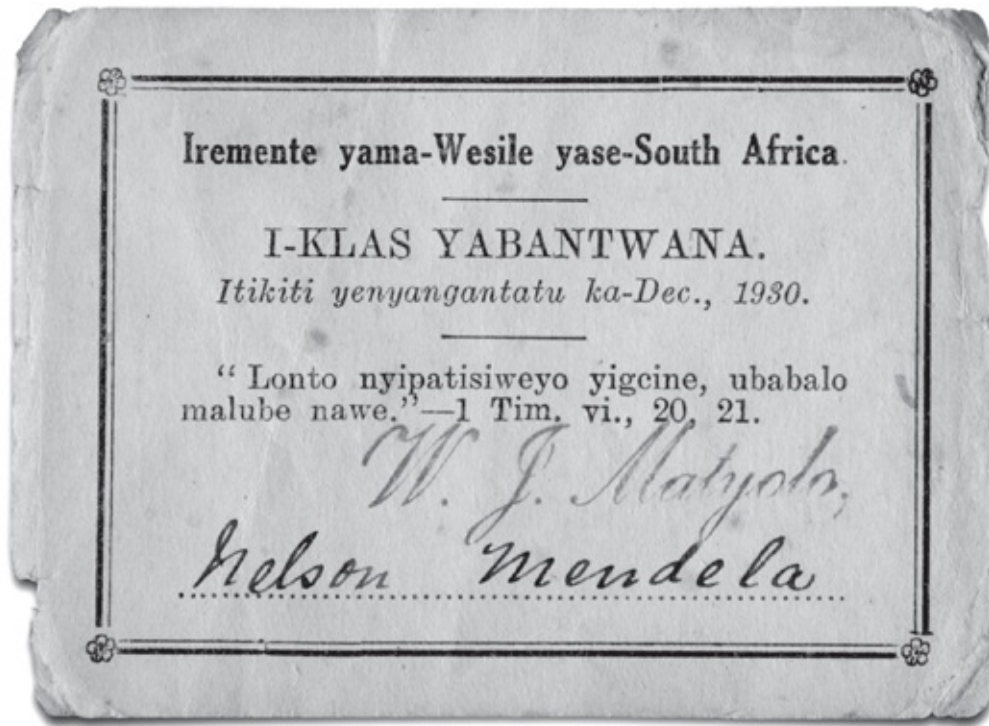 Iremente yama-Wesile yase-South Africa.
I-KLAS YABANTWANA.
Itikiti yenyangantatu ka-Dec., 1930.
“ Lonto nyipatisiweyo yigcine, ubabalo
malube nawe.”—1 Tim. vi., 20, 21.
W. J. Matyolo,
Nelson Mendela